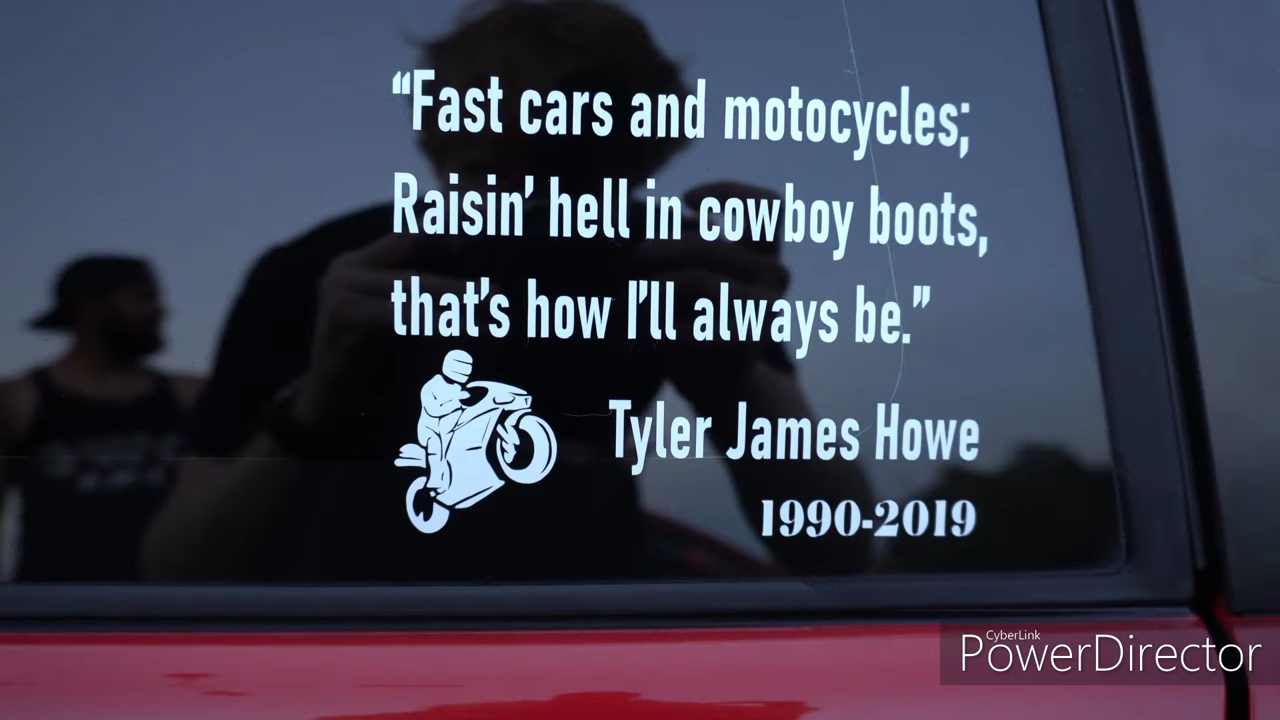 “Fast cars and motocycles;
Raisin’ hell in cowboy boots,
that’s how I’ll always be.”
Tyler James Howe
1990-2019
CyberLink
PowerDirector